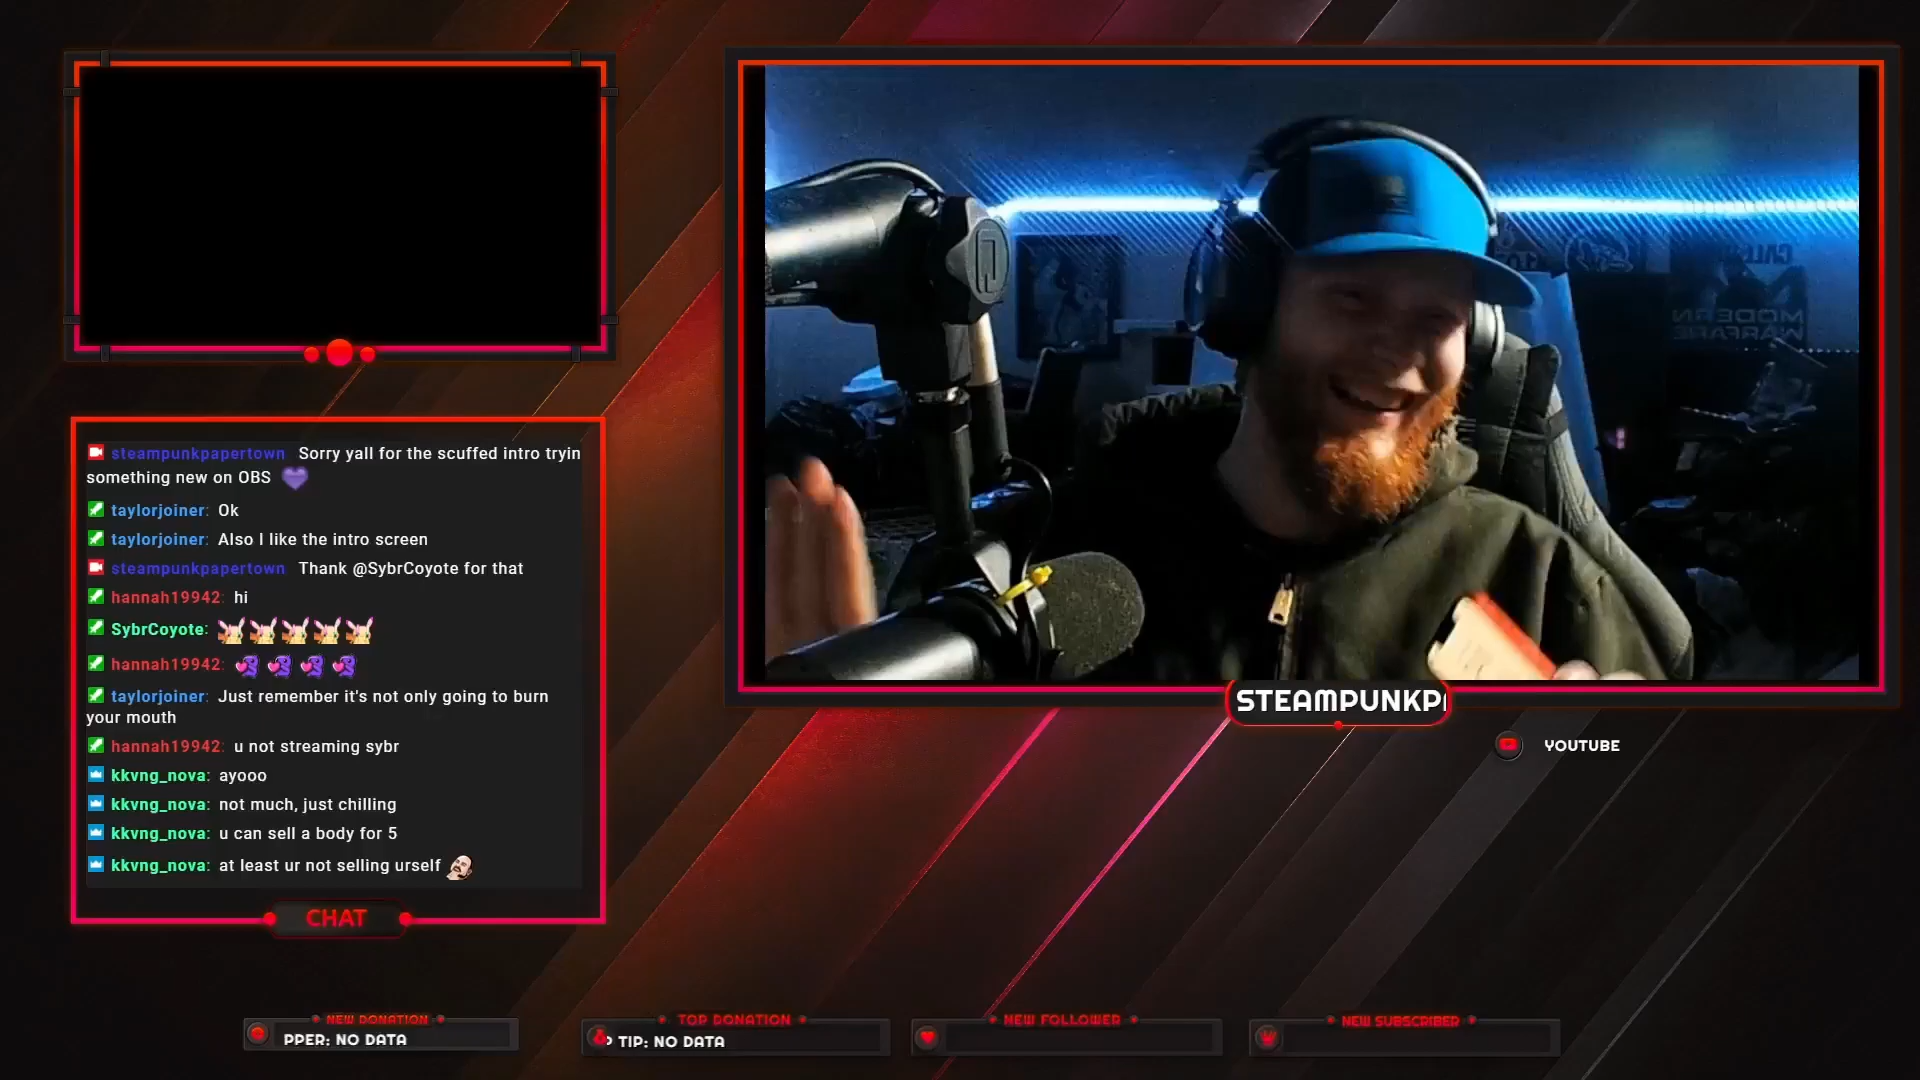 steampunkpapertown Sorry yall for the scuffed intro tryin
something new on OBS
taylorjoiner: Ok
taylorjoiner: Also I like the intro screen
steampunkpapertown Thank @SybrCoyote for that
hannah19942: hi
SybrCoyote:
hannah19942:
taylorjoiner: Just remember it's not only going to burn
your mouth
hannah19942: u not streaming sybr
kkvng_nova: ayooo
kkvng_nova: not much, just chilling
kkvng_nova: u can sell a body for 5
kkvng_nova: at least ur not selling urself
CHAT
MODERN
WARFARE
STEAMPUNKP
YOUTUBE
NEW DONATION
PPER: NO DATA
TOP DONATION
P TIP: NO DATA
NEW FOLLOWER
NEW SUBSCRIBER